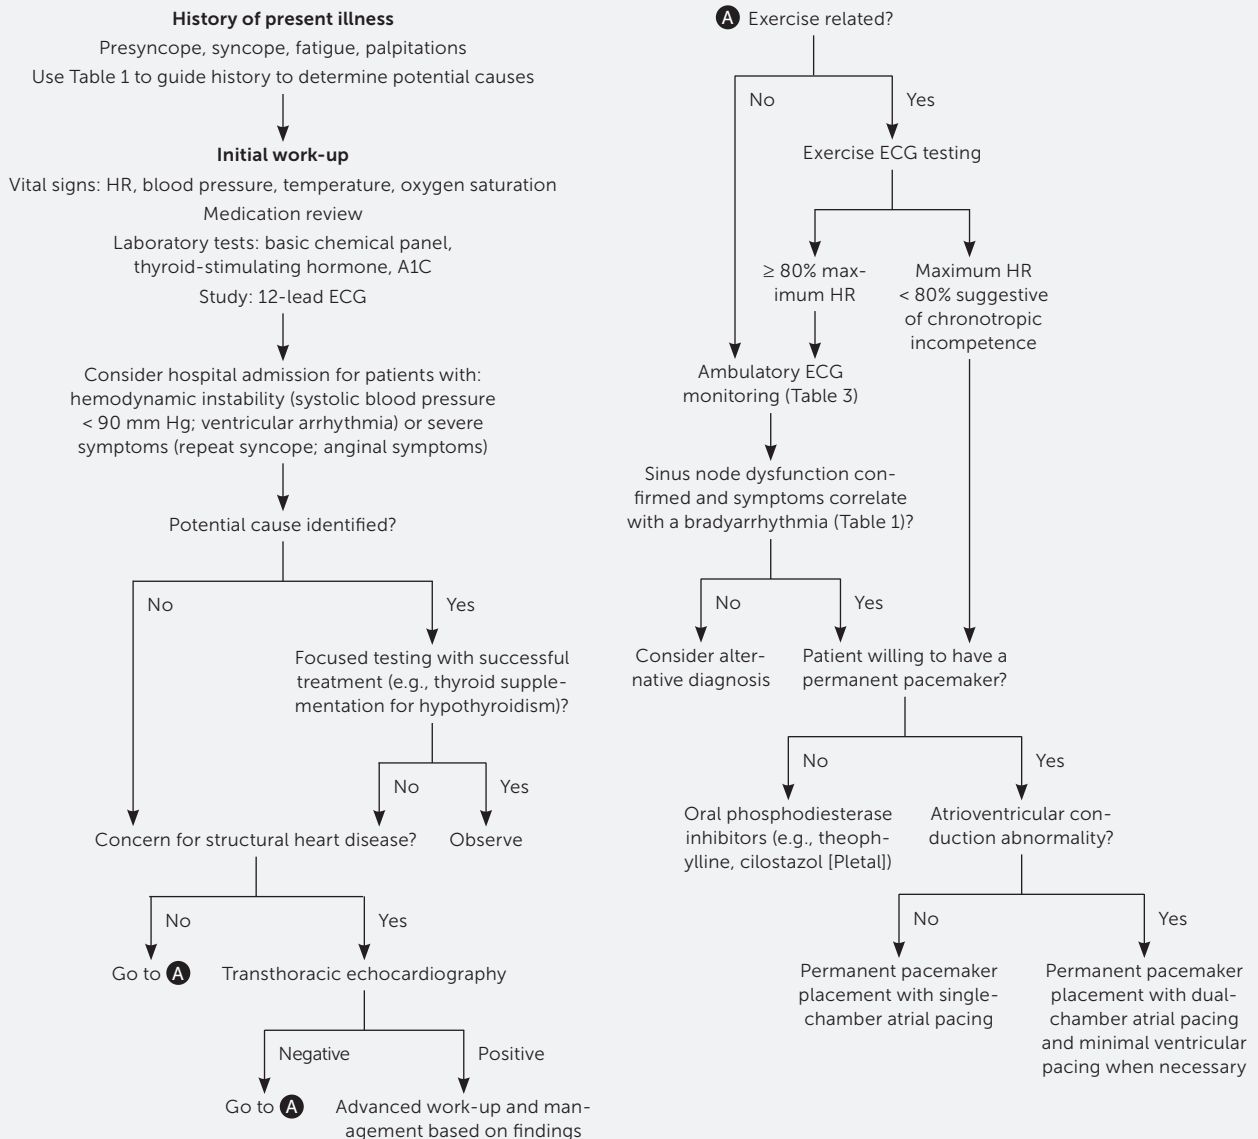 History of present illness
Presyncope, syncope, fatigue, palpitations
Use Table 1 to guide history to determine potential causes
Initial work-up
Vital signs: HR, blood pressure, temperature, oxygen saturation
Medication review
Laboratory tests: basic chemical panel,
thyroid-stimulating hormone, A1C
Study: 12-lead ECG
Consider hospital admission for patients with:
hemodynamic instability (systolic blood pressure
< 90 mm Hg; ventricular arrhythmia) or severe
symptoms (repeat syncope; anginal symptoms)
Potential cause identified?
No
Yes
Focused testing with successful
treatment (e.g., thyroid supple-
mentation for hypothyroidism)?
No
Yes
Concern for structural heart disease?
Observe
No
Yes
Go to A
Transthoracic echocardiography
Negative
Positive
Go to A
Advanced work-up and man-
agement based on findings
A Exercise related?
No
Yes
Exercise ECG testing
≥ 80% max-
imum HR
Maximum HR
< 80% suggestive
of chronotropic
incompetence
Ambulatory ECG
monitoring (Table 3)
Sinus node dysfunction con-
firmed and symptoms correlate
with a bradyarrhythmia (Table 1)?
No
Yes
Consider alter-
native diagnosis
Patient willing to have a
permanent pacemaker?
No
Yes
Oral phosphodiesterase
inhibitors (e.g., theoph-
ylline, cilostazol [Pletal])
Atrioventricular con-
duction abnormality?
No
Yes
Permanent pacemaker
placement with single-
chamber atrial pacing
Permanent pacemaker
placement with dual-
chamber atrial pacing
and minimal ventricular
pacing when necessary